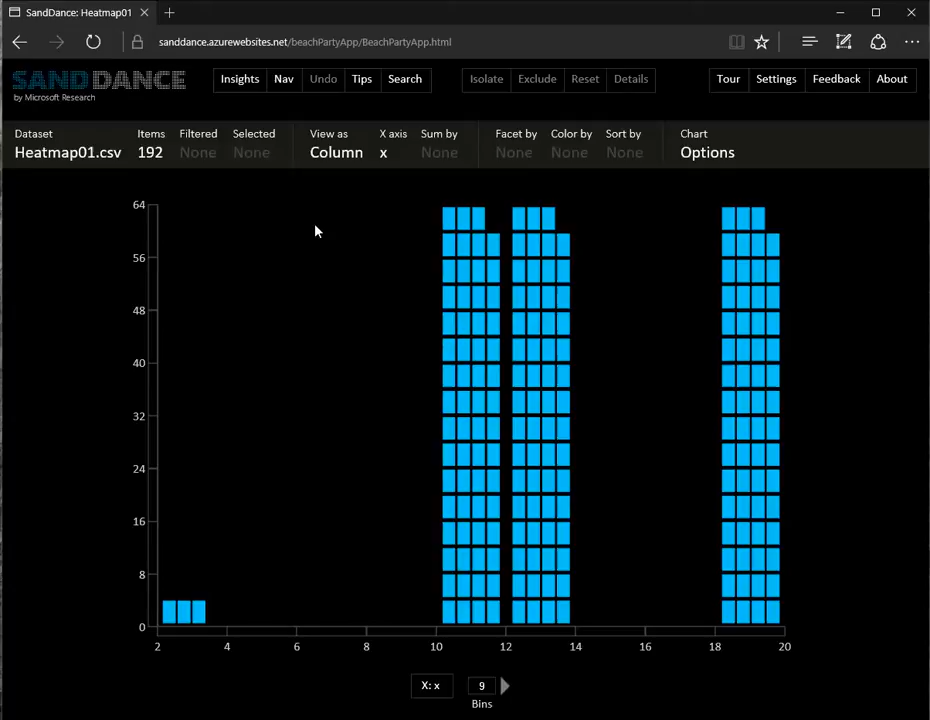 SandDance: Heatmap01
sanddance.azurewebsites.net/beachPartyApp/BeachPartyApp.html
SANDDANCE
by Microsoft Research
Insights Nav Undo Tips Search Isolate Exclude Reset Details Tour Settings Feedback About
Dataset Items Filtered Selected View as X axis Sum by Facet by Color by Sort by Chart
Heatmap01.csv 192 None None Column x None None None None Options
64
56
48
40
32
24
16
8
0
2 4 6 8 10 12 14 16 18 20
X: x 9
Bins